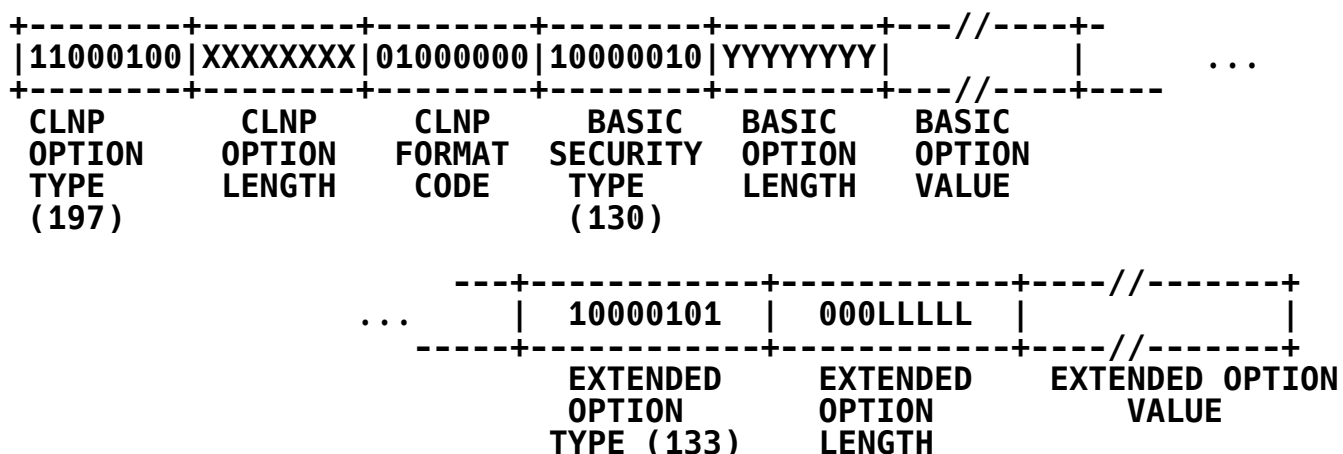 +--------+--------+--------+--------+--------+---//----+-
|11000100|XXXXXXXX|01000000|10000010|YYYYYYYY|         |      ...
+--------+--------+--------+--------+--------+---//----+----
CLNP CLNP CLNP BASIC BASIC BASIC
OPTION OPTION FORMAT SECURITY OPTION OPTION
TYPE LENGTH CODE TYPE LENGTH VALUE
(197) (130)
---+------------+------------+----//-------+
... | 10000101 | 000LLLLL |             |
-----+------------+------------+----//-------+
EXTENDED EXTENDED EXTENDED OPTION
OPTION OPTION VALUE
TYPE (133) LENGTH